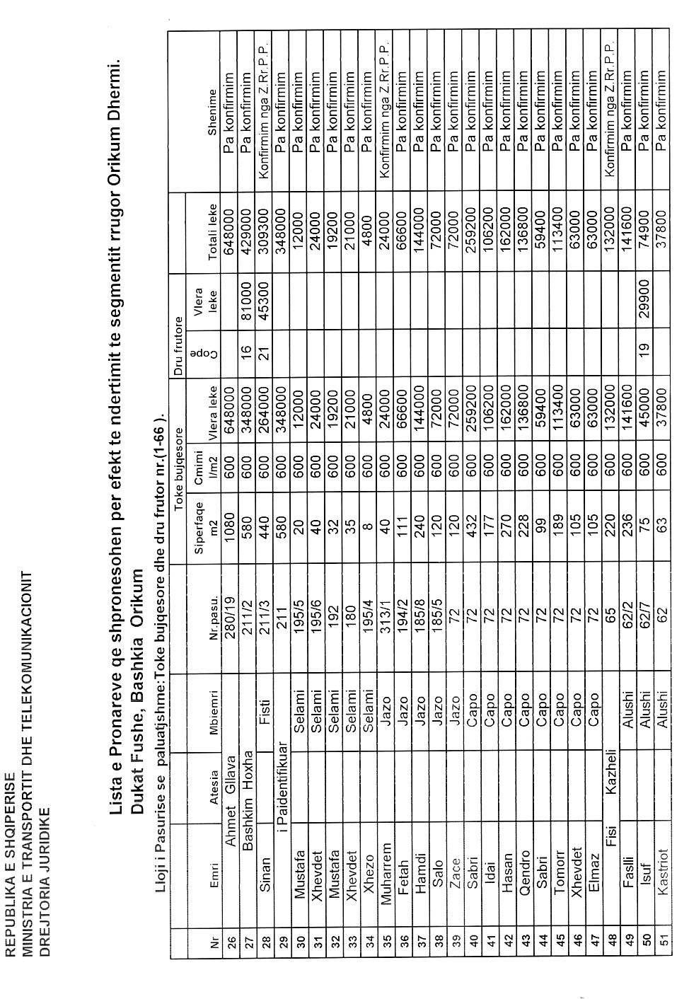 REPUBLIKA E SHQIPERISE
MINISTRIA E TRANSPORTIT DHE TELEKOMUNIKACIONIT
DREJTORIA JURIDIKE
Lista e Pronareve qe shpronesohen per efekt te ndertimit te segmentit rrugor Orikum Dhermi.
Dukat Fushe, Bashkia Orikum
Lloji i Pasurise se paluatjshme:Toke bujqesore dhe dru frutor nr.(1-66 ).
Toke bujqesore Dru frutore
Nr Emri Atesia Mbiemri Nr.pasu. Siperfaqe m2 Cmimi l/m2 Vlera leke Copë Vlera leke Totali leke Shenime
26 Ahmet Gllava 280/19 1080 600 648000 648000 Pa konfirmim
27 Bashkim Hoxha 211/2 580 600 348000 16 81000 429000 Pa konfirmim
28 Sinan Fisti 211/3 440 600 264000 21 45300 309300 Konfirmim nga Z.Rr.P.P.
29 i Paidentifikuar 211 580 600 348000 348000 Pa konfirmim
30 Mustafa Selami 195/5 20 600 12000 12000 Pa konfirmim
31 Xhevdet Selami 195/6 40 600 24000 24000 Pa konfirmim
32 Mustafa Selami 192 32 600 19200 19200 Pa konfirmim
33 Xhevdet Selami 180 35 600 21000 21000 Pa konfirmim
34 Xhezo Selami 195/4 8 600 4800 4800 Pa konfirmim
35 Muharrem Jazo 313/1 40 600 24000 24000 Konfirmim nga Z.Rr.P.P.
36 Fetah Jazo 194/2 111 600 66600 66600 Pa konfirmim
37 Hamdi Jazo 185/8 240 600 144000 144000 Pa konfirmim
38 Salo Jazo 185/5 120 600 72000 72000 Pa konfirmim
39 Zace Jazo 72 120 600 72000 72000 Pa konfirmim
40 Sabri Capo 72 432 600 259200 259200 Pa konfirmim
41 Idai Capo 72 177 600 106200 106200 Pa konfirmim
42 Hasan Capo 72 270 600 162000 162000 Pa konfirmim
43 Qendro Capo 72 228 600 136800 136800 Pa konfirmim
44 Sabri Capo 72 99 600 59400 59400 Pa konfirmim
45 Tomorr Capo 72 189 600 113400 113400 Pa konfirmim
46 Xhevdet Capo 72 105 600 63000 63000 Pa konfirmim
47 Elmaz Capo 72 105 600 63000 63000 Pa konfirmim
48 Fisi Kazheli 65 220 600 132000 132000 Konfirmim nga Z.Rr.P.P.
49 Faslli Alushi 62/2 236 600 141600 141600 Pa konfirmim
50 Isuf Alushi 62/7 75 600 45000 19 29900 74900 Pa konfirmim
51 Kastriot Alushi 62 63 600 37800 37800 Pa konfirmim